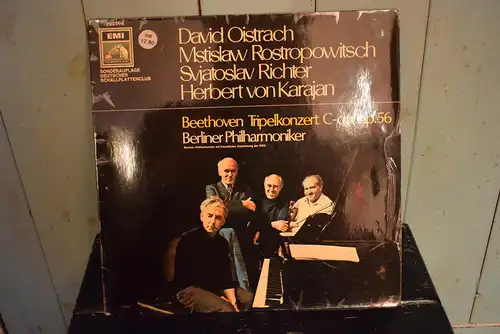 EMI
SONDERAUFLAGE
DEUTSCHER
SCHALLPLATTENCLUB
David Oistrach
Mstislaw Rostropowitsch
Svjatoslav Richter
Herbert von Karajan
Beethoven Tripelkonzert C-dur op.56
Berliner Philharmoniker